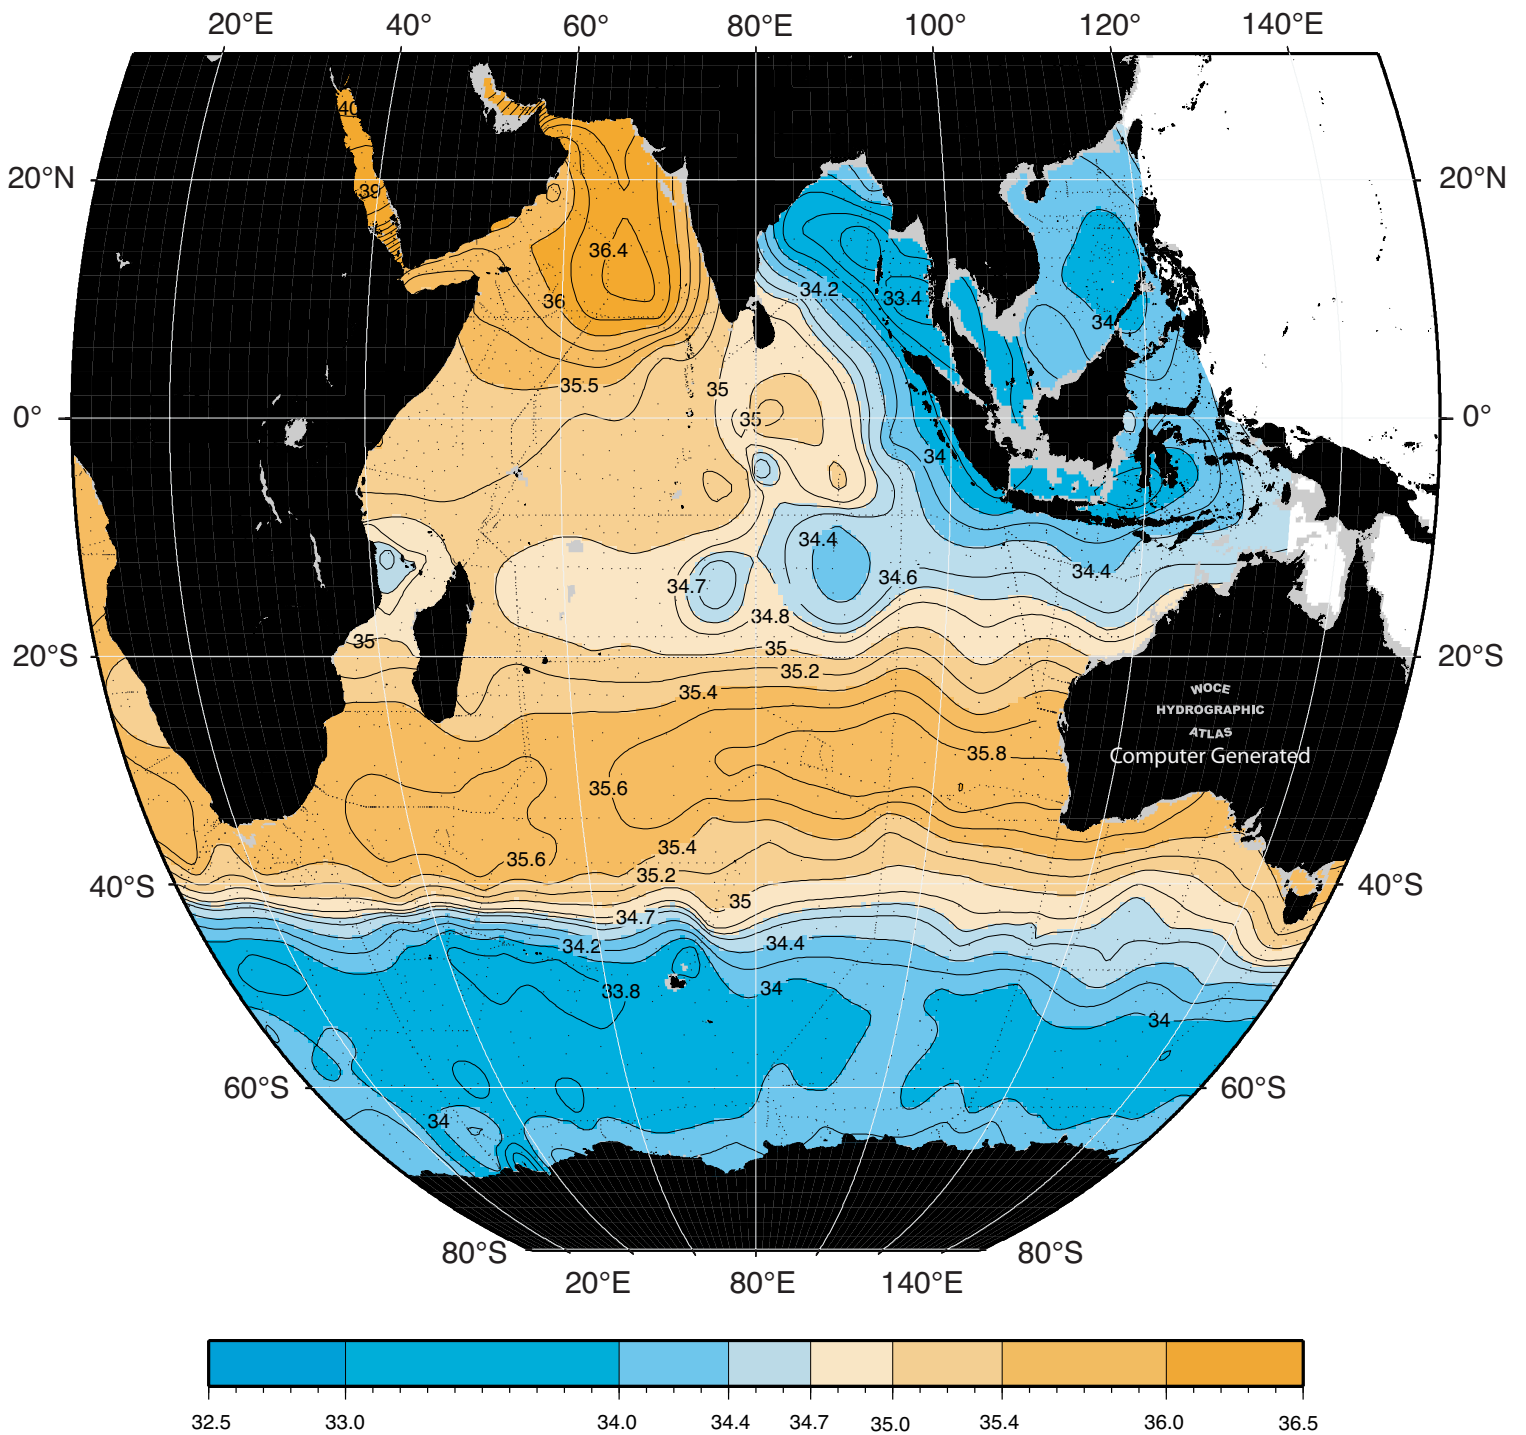 20°E 40° 60° 80°E 100° 120° 140°E
40
20°N 20°N
39
36.4
34.2 33.4
36
34
35.5 35
0° 35 0°
34
34.4
34.4
34.7 34.6
34.8
35 35
20°S 20°S
35.2
35.4
WOCE
HYDROGRAPHIC
ATLAS
35.8 Computer Generated
35.6
35.4
35.6
35.2
40°S 40°S
35
34.7
34.2 34.4
33.8 34
34
60°S 60°S
34
80°S 80°S
20°E 80°E 140°E
32.5 33.0 34.0 34.4 34.7 35.0 35.4 36.0 36.5